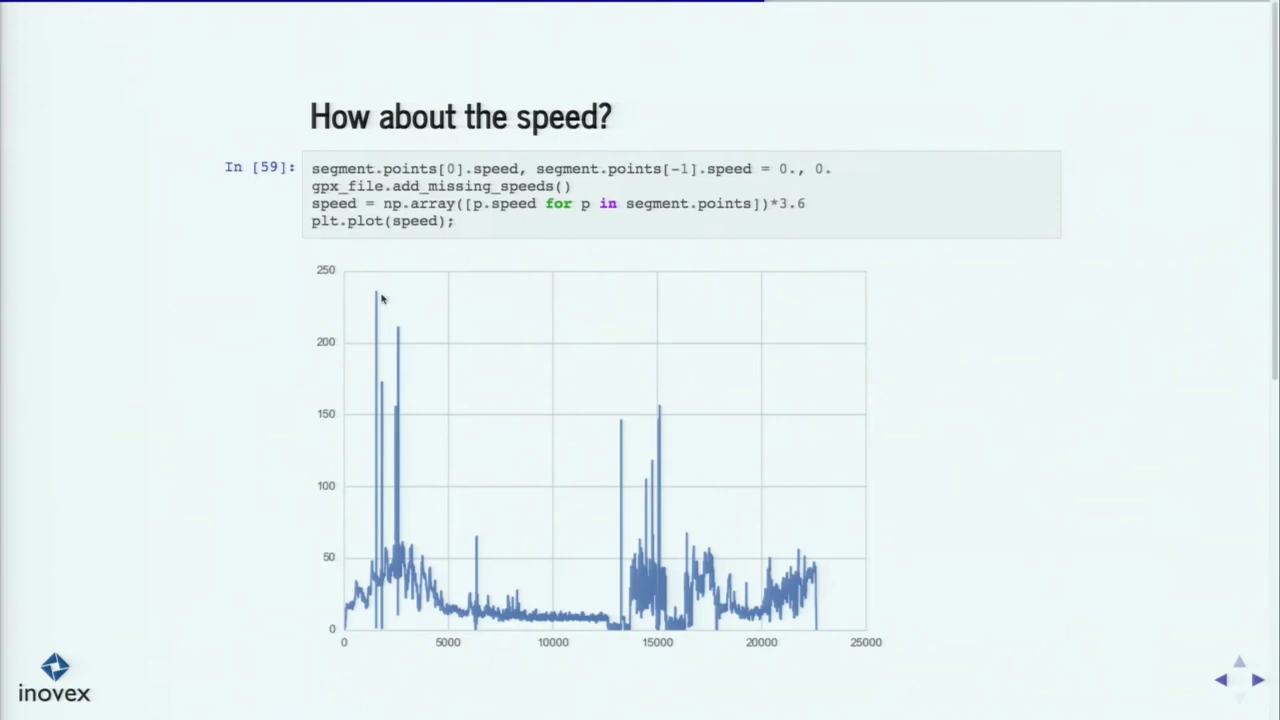 How about the speed?
In [59]:
segment.points[0].speed, segment.points[-1].speed = 0., 0.
gpx_file.add_missing_speeds()
speed = np.array([p.speed for p in segment.points])*3.6
plt.plot(speed);
250
200
150
100
50
0
0 5000 10000 15000 20000 25000
inovex